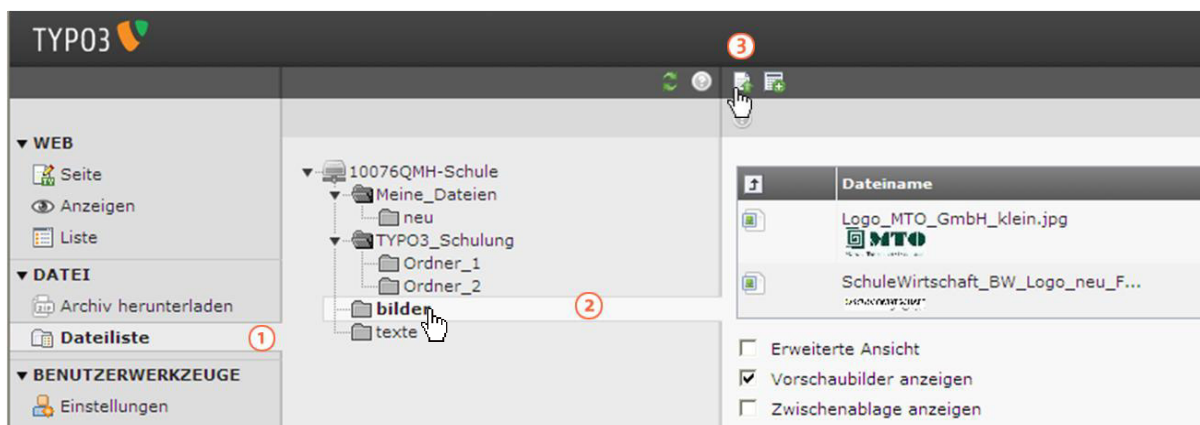 TYPO3
3
WEB
Seite
Anzeigen
Liste
DATEI
Archiv herunterladen
Dateiliste
1
BENUTZERWERKZEUGE
Einstellungen
10076QMH-Schule
Meine_Dateien
neu
TYPO3_Schulung
Ordner_1
Ordner_2
bilder
2
texte
Dateiname
Logo_MTO_GmbH_klein.jpg
MTO
SchuleWirtschaft_BW_Logo_neu_F...
Erweiterte Ansicht
Vorschaubilder anzeigen
Zwischenablage anzeigen